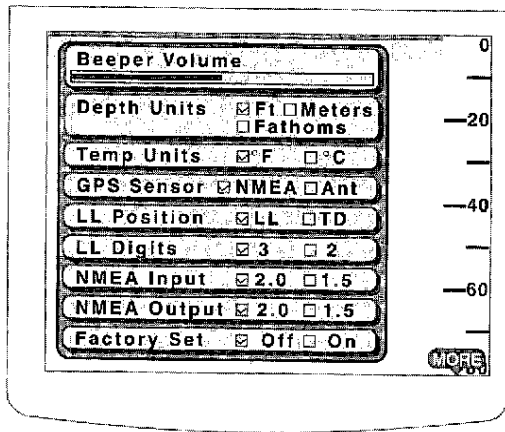 Beeper Volume
Depth Units ☑Ft ☐Meters
☐Fathoms
Temp Units ☑°F ☐°C
GPS Sensor ☑NMEA ☐Ant
LL Position ☑LL ☐TD
LL Digits ☑ 3 ☐ 2
NMEA Input ☑2.0 ☐1.5
NMEA Output ☑ 2.0 ☐ 1.5
Factory Set ☑ Off ☐ On
0
20
40
60
MORE